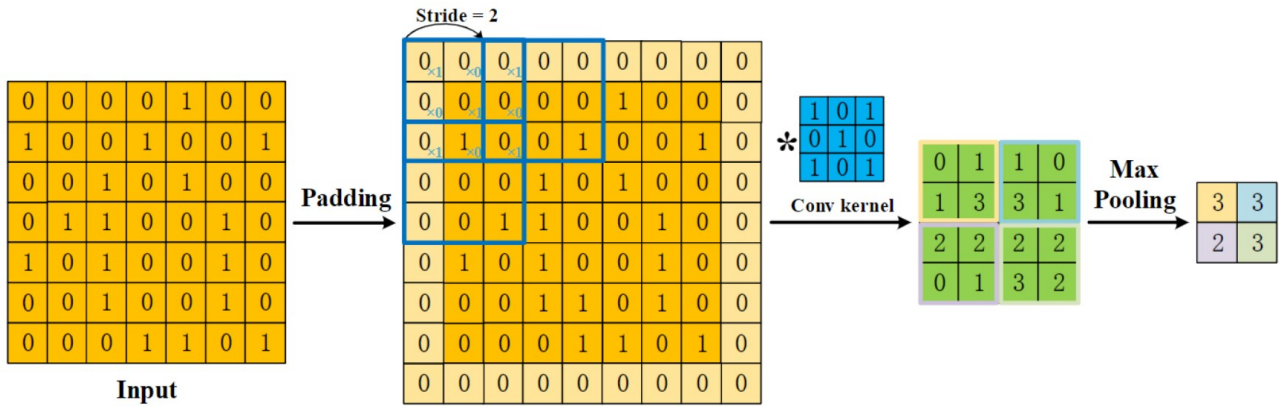 Stride = 2
0 0 0 0 1 0 0
1 0 0 1 0 0 1
0 0 1 0 1 0 0
0 1 1 0 0 1 0
1 0 1 0 0 1 0
0 0 1 0 0 1 0
0 0 0 1 1 0 1
Input
Padding
0×1 0×0 0×1 0 0 0 0 0 0
0×0 0×1 0×0 0 0 1 0 0 0
0×1 1×0 0×1 0 1 0 0 1 0
0 0 0 1 0 1 0 0 0
0 0 1 1 0 0 1 0 0
0 1 0 1 0 0 1 0 0
0 0 0 1 1 0 1 0 0
0 0 0 0 1 1 0 1 0
0 0 0 0 0 0 0 0 0
*
1 0 1
0 1 0
1 0 1
Conv kernel
0 1 1 0
1 3 3 1
2 2 2 2
0 1 3 2
Max
Pooling
3 3
2 3